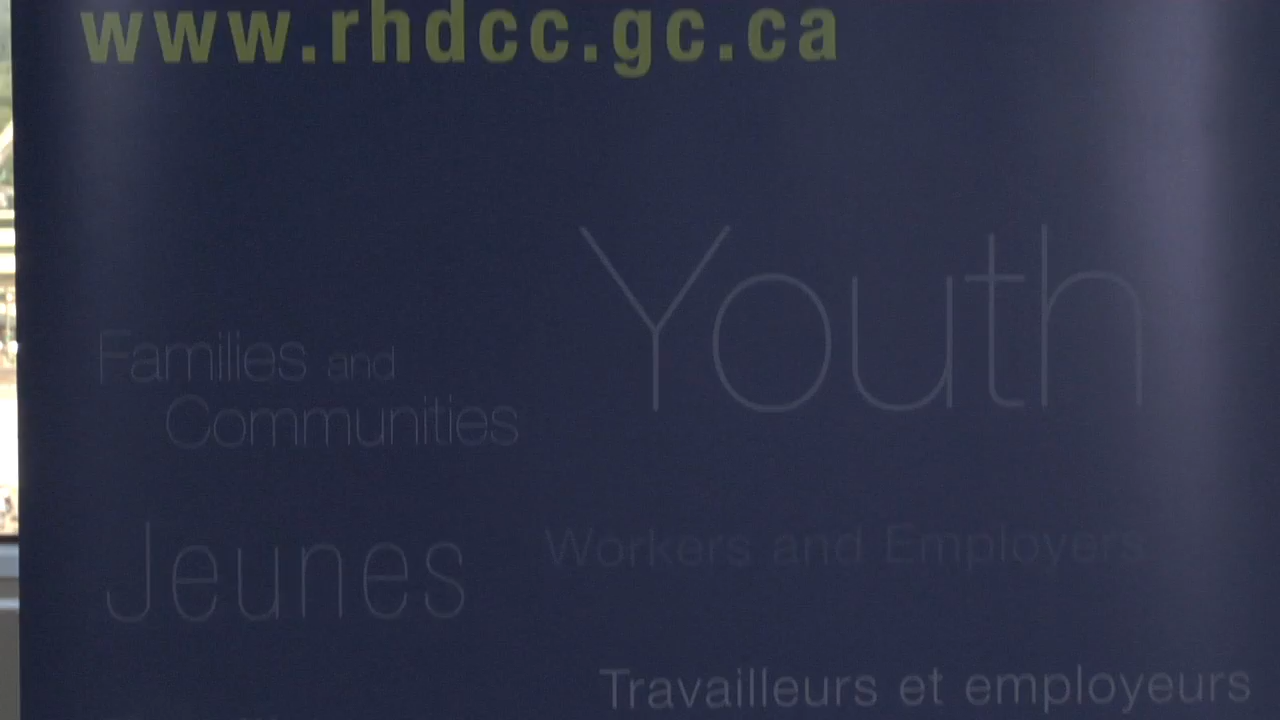 www.rhdcc.gc.ca
Youth
Families and
Communities
Jeunes
Workers and Employers
Travailleurs et employeurs